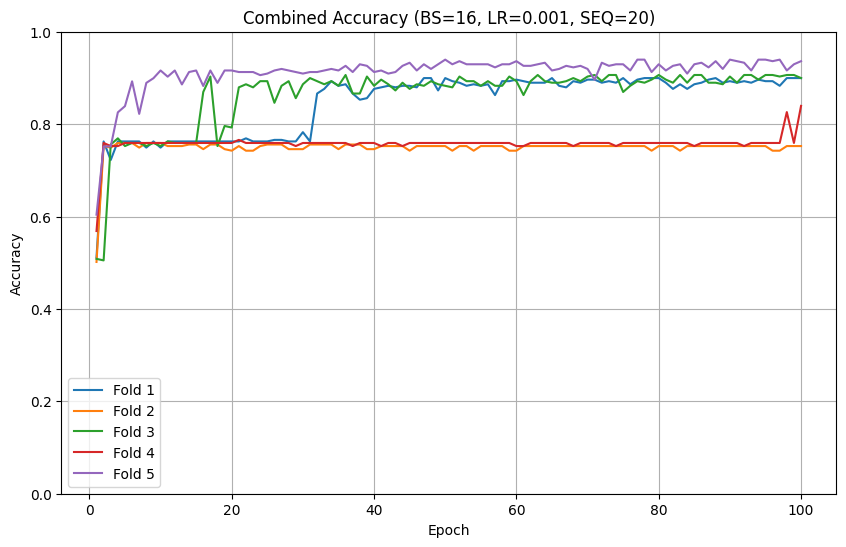 Combined Accuracy (BS=16, LR=0.001, SEQ=20)
1.0
0.8
0.6
0.4
0.2
0.0
Accuracy
Fold 1
Fold 2
Fold 3
Fold 4
Fold 5
0 20 40 60 80 100
Epoch